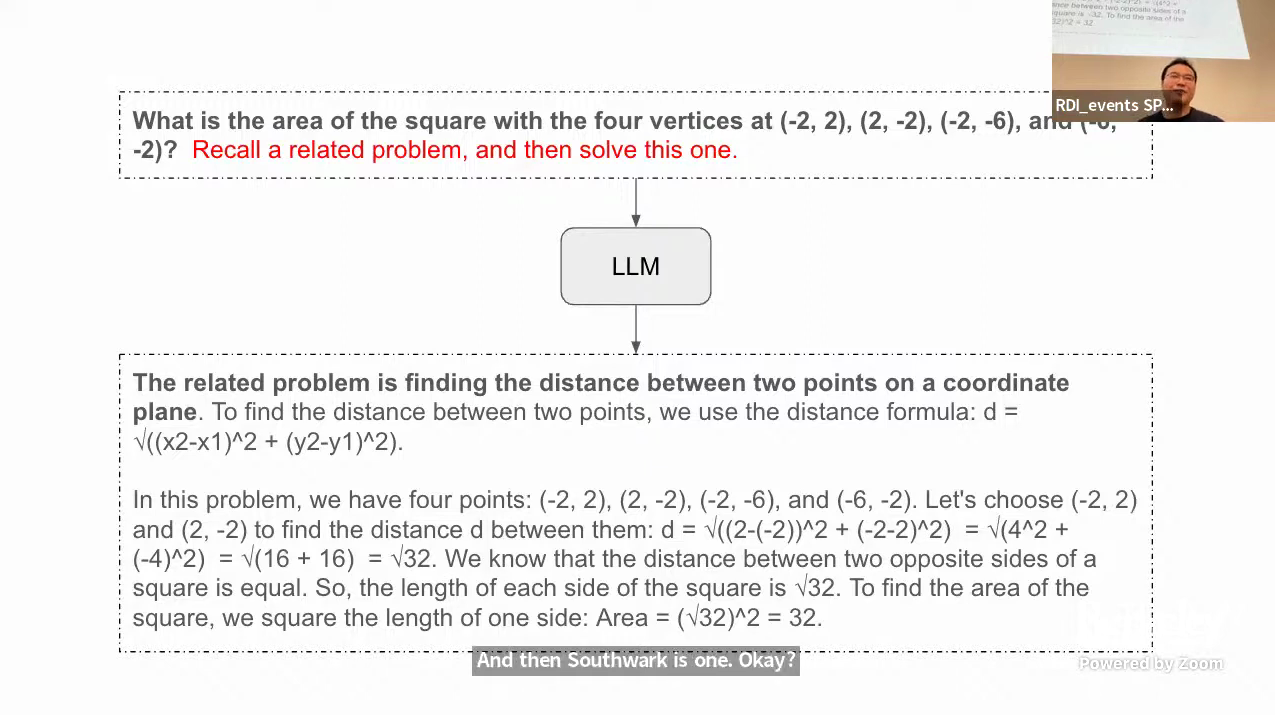 RDI_events SP...
What is the area of the square with the four vertices at (-2, 2), (2, -2), (-2, -6), and (-6,
-2)? Recall a related problem, and then solve this one.
LLM
The related problem is finding the distance between two points on a coordinate
plane. To find the distance between two points, we use the distance formula: d =
√((x2-x1)^2 + (y2-y1)^2).
In this problem, we have four points: (-2, 2), (2, -2), (-2, -6), and (-6, -2). Let's choose (-2, 2)
and (2, -2) to find the distance d between them: d = √((2-(-2))^2 + (-2-2)^2) = √(4^2 +
(-4)^2) = √(16 + 16) = √32. We know that the distance between two opposite sides of a
square is equal. So, the length of each side of the square is √32. To find the area of the
square, we square the length of one side: Area = (√32)^2 = 32.
And then Southwark is one. Okay?
Powered by Zoom